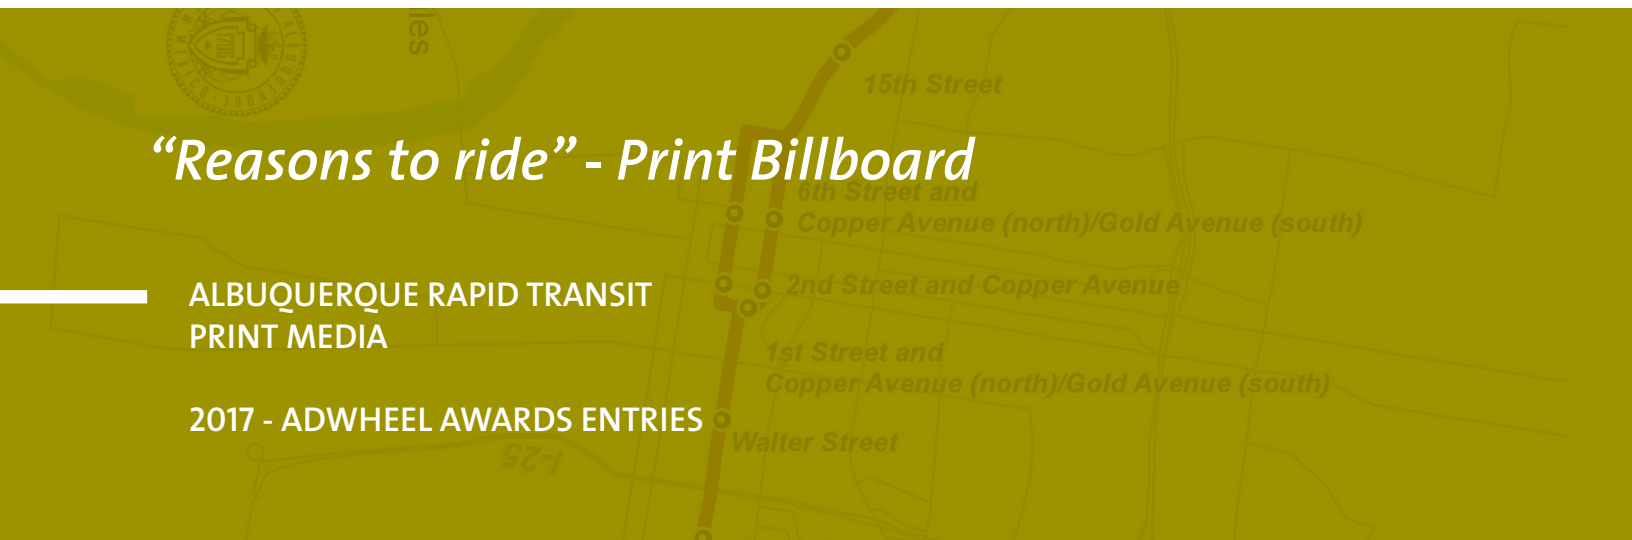 les
15th Street
“Reasons to ride” - Print Billboard
6th Street and
Copper Avenue (north)/Gold Avenue (south)
2nd Street and Copper Avenue
ALBUQUERQUE RAPID TRANSIT
PRINT MEDIA
1st Street and
Copper Avenue (north)/Gold Avenue (south)
2017 - ADWHEEL AWARDS ENTRIES
Walter Street
I-25